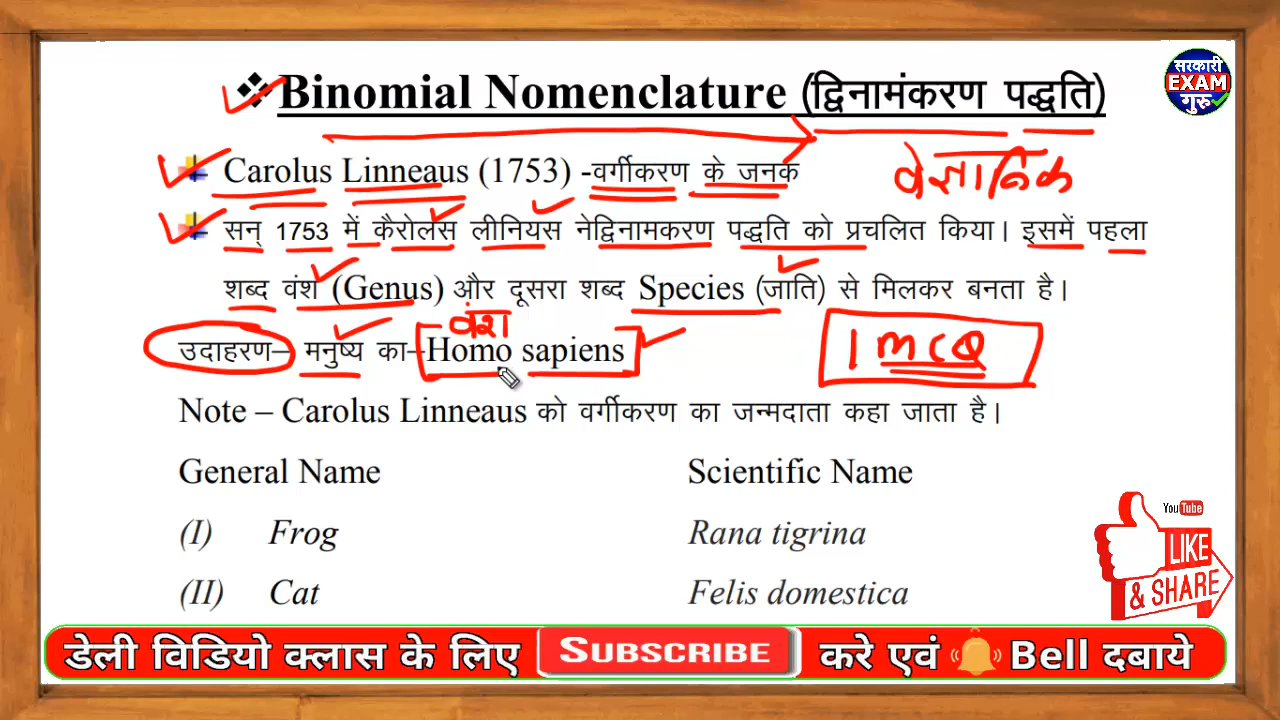 Binomial Nomenclature (द्विनामंकरण पद्धति)
सरकारी
EXAM
गुरु
Carolus Linneaus (1753) -वर्गीकरण के जनक
वैज्ञानिक
सन् 1753 में कैरोलस लीनियस नेद्विनामकरण पद्धति को प्रचलित किया। इसमें पहला
शब्द वंश (Genus) और दूसरा शब्द Species (जाति) से मिलकर बनता है।
वंश
उदाहरण– मनुष्य का–Homo sapiens
1 MCQ
Note – Carolus Linneaus को वर्गीकरण का जन्मदाता कहा जाता है।
General Name Scientific Name
(I) Frog Rana tigrina
(II) Cat Felis domestica
YouTube
LIKE
& SHARE
डेली विडियो क्लास के लिए SUBSCRIBE करे एवं Bell दबाये